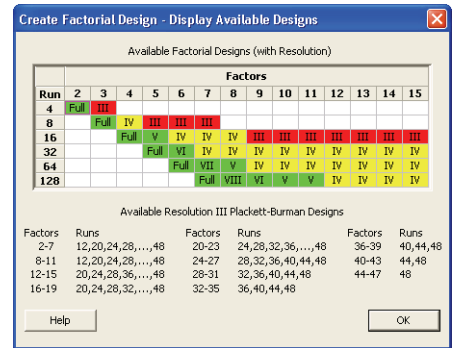 Create Factorial Design - Display Available Designs
Available Factorial Designs (with Resolution)
Factors
Run 2 3 4 5 6 7 8 9 10 11 12 13 14 15
4 Full III
8 Full IV III III III
16 Full V IV IV IV III III III III III III III
32 Full VI IV IV IV IV IV IV IV IV IV
64 Full VII V IV IV IV IV IV IV IV
128 Full VIII VI V V IV IV IV IV
Available Resolution III Plackett-Burman Designs
Factors Runs Factors Runs Factors Runs
2-7 12,20,24,28,...,48 20-23 24,28,32,36,...,48 36-39 40,44,48
8-11 12,20,24,28,...,48 24-27 28,32,36,40,44,48 40-43 44,48
12-15 20,24,28,36,...,48 28-31 32,36,40,44,48 44-47 48
16-19 20,24,28,32,...,48 32-35 36,40,44,48
Help OK